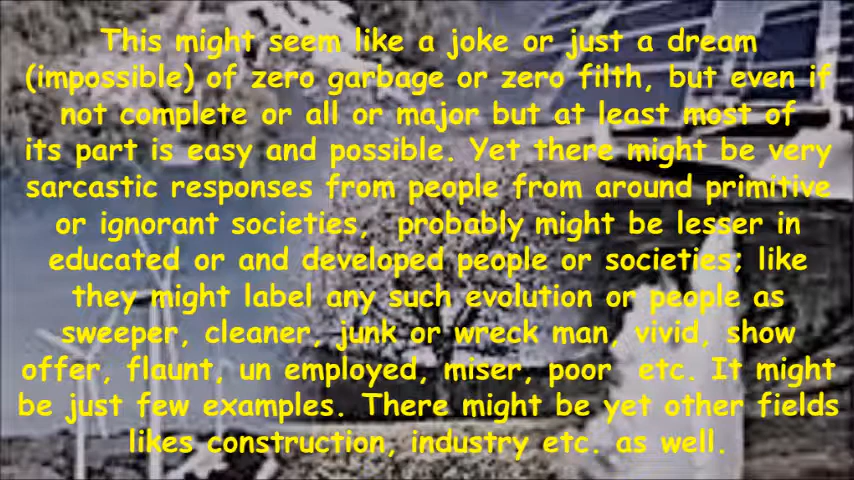 This might seem like a joke or just a dream
(impossible) of zero garbage or zero filth, but even if
not complete or all or major but at least most of
its part is easy and possible. Yet there might be very
sarcastic responses from people from around primitive
or ignorant societies, probably might be lesser in
educated or and developed people or societies; like
they might label any such evolution or people as
sweeper, cleaner, junk or wreck man, vivid, show
offer, flaunt, un employed, miser, poor etc. It might
be just few examples. There might be yet other fields
likes construction, industry etc. as well.